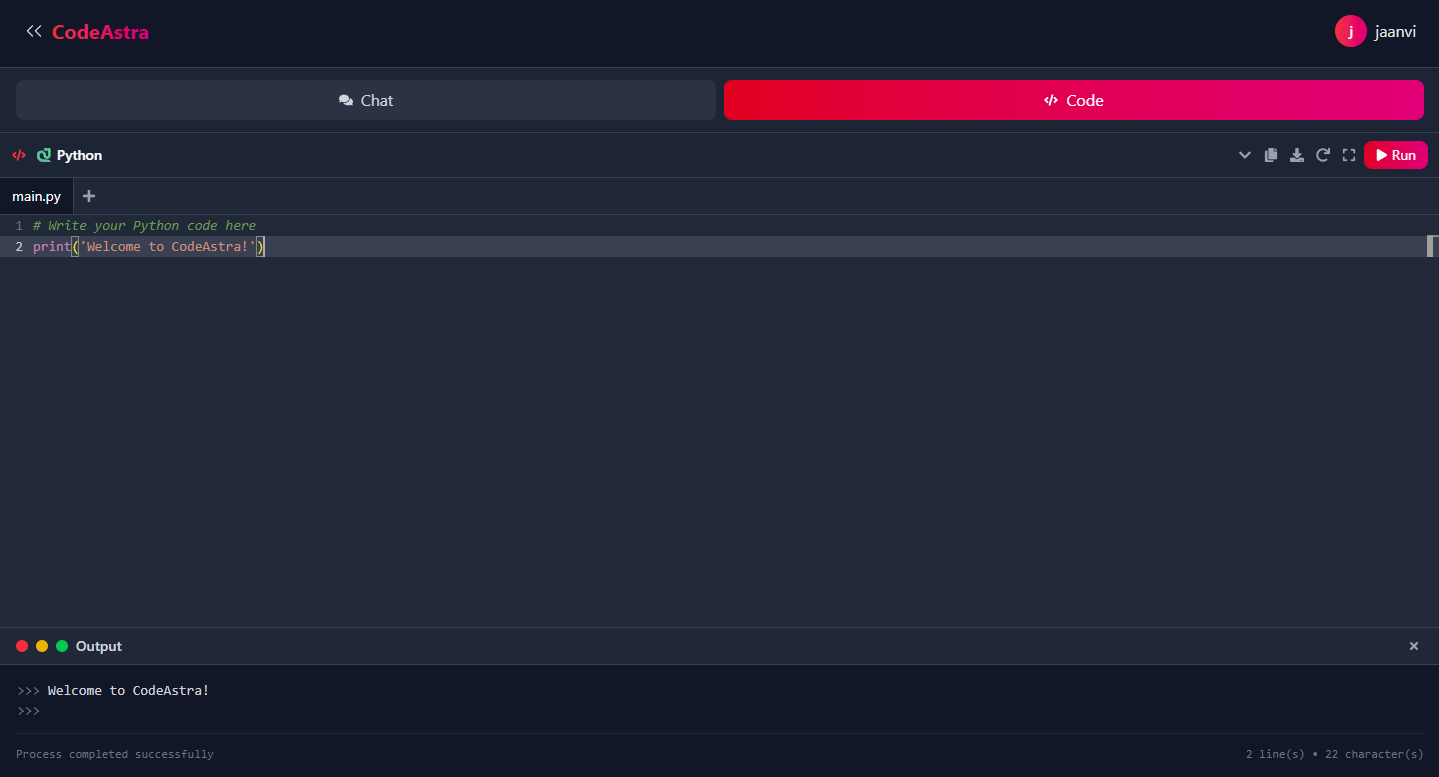 CodeAstra
j jaanvi
Chat
Code
Python
Run
main.py
1 # Write your Python code here
2 print('Welcome to CodeAstra!')
Output
>>> Welcome to CodeAstra!
>>>
Process completed successfully
2 line(s) • 22 character(s)